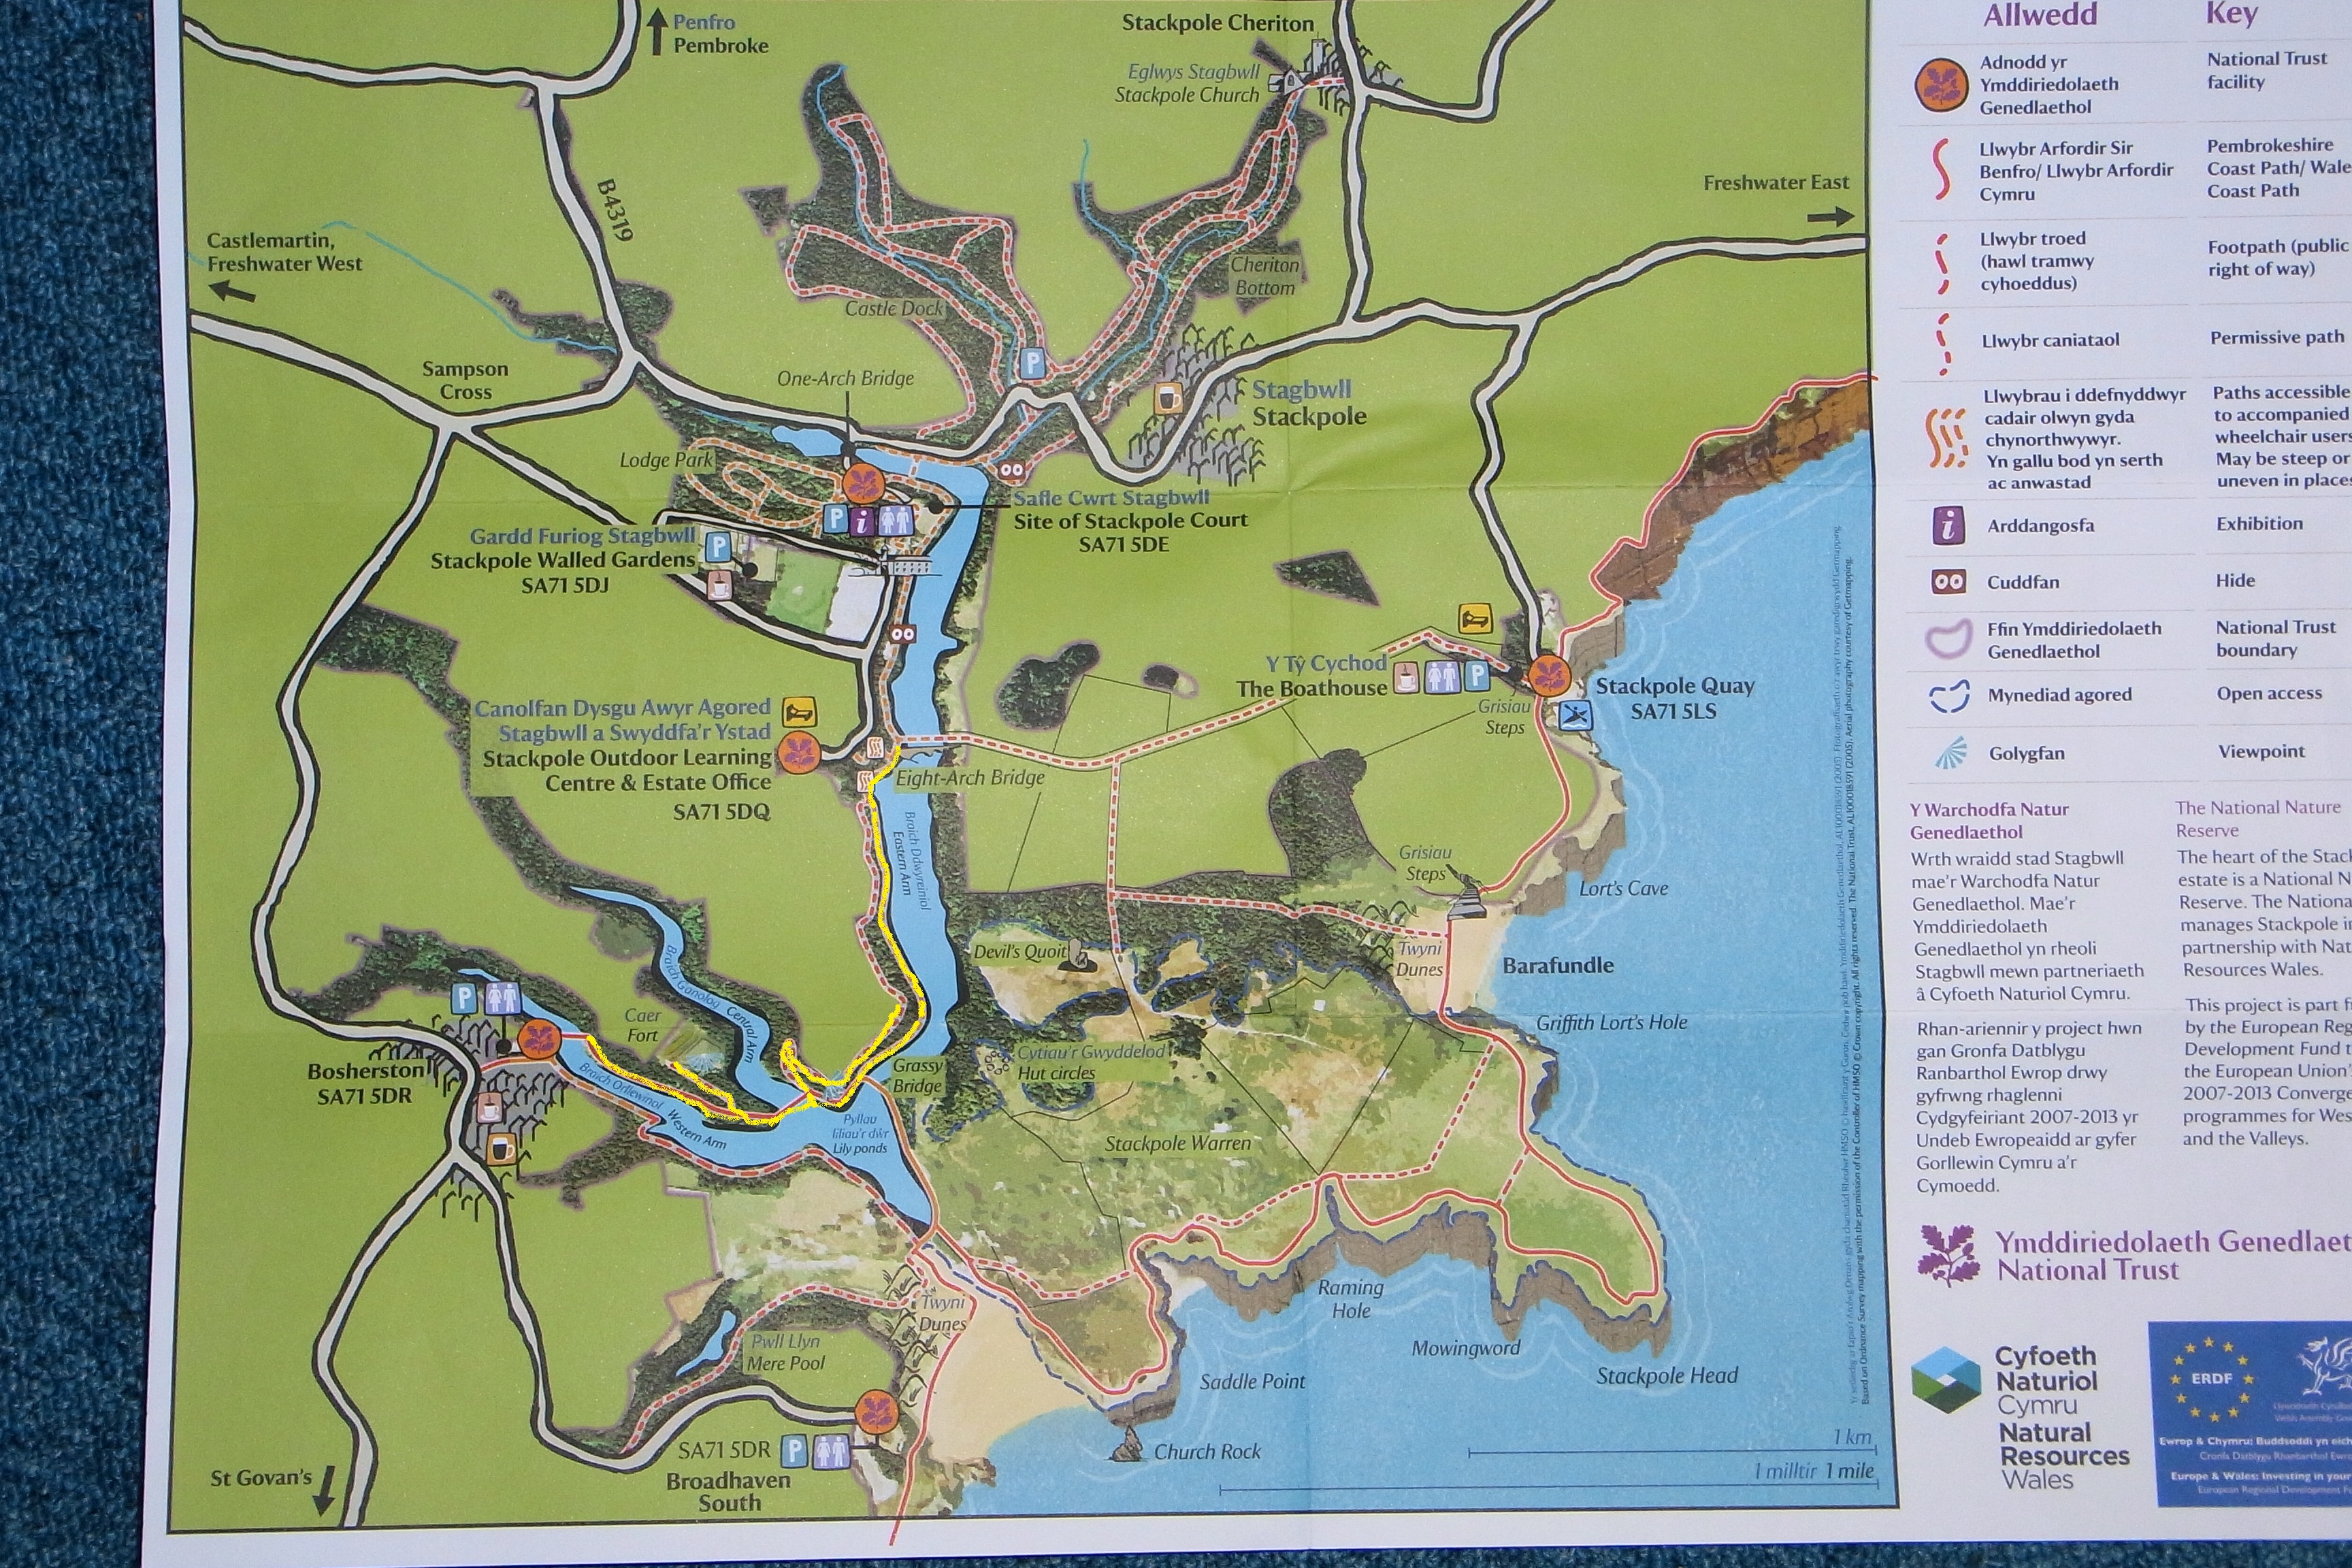 Penfro
Pembroke
Stackpole Cheriton
Eglwys Stagbwll
Stackpole Church
B4319
Freshwater East
Castlemartin,
Freshwater West
Cheriton
Bottom
Castle Dock
Sampson
Cross
One-Arch Bridge
P
Stagbwll
Stackpole
Lodge Park
Safle Cwrt Stagbwll
Site of Stackpole Court
SA71 5DE
P i
Gardd Furiog Stagbwll
Stackpole Walled Gardens
SA71 5DJ
P
Y Tŷ Cychod
The Boathouse
P
Grisiau
Steps
Stackpole Quay
SA71 5LS
Canolfan Dysgu Awyr Agored
Stagbwll a Swyddfa'r Ystad
Stackpole Outdoor Learning
Centre & Estate Office
SA71 5DQ
Eight-Arch Bridge
Braich Ddwyreiniol
Eastern Arm
Grisiau
Steps
Lort's Cave
Devil's Quoit
Twyni
Dunes
Barafundle
Braich Ganolog Central Arm
P
Caer
Fort
Griffith Lort's Hole
Bosherston
SA71 5DR
Braich Orllewinol Western Arm
Grassy
Bridge
Cytiau'r Gwyddelod
Hut circles
Pyllau
liliau'r dŵr
Lily ponds
Stackpole Warren
Twyni
Dunes
Pwll Llyn
Mere Pool
Raming
Hole
Mowingword
Stackpole Head
Saddle Point
Church Rock
SA71 5DR P
Broadhaven
South
St Govan's
1 km
1 milltir 1 mile
Allwedd Key
Adnodd yr
Ymddiriedolaeth
Genedlaethol
National Trust
facility
Llwybr Arfordir Sir
Benfro/ Llwybr Arfordir
Cymru
Pembrokeshire
Coast Path/ Wale
Coast Path
Llwybr troed
(hawl tramwy
cyhoeddus)
Footpath (public
right of way)
Llwybr caniataol
Permissive path
Llwybrau i ddefnyddwyr
cadair olwyn gyda
chynorthwywyr.
Yn gallu bod yn serth
ac anwastad
Paths accessible
to accompanied
wheelchair users
May be steep or
uneven in places
i Arddangosfa
Exhibition
Cuddfan
Hide
Ffin Ymddiriedolaeth
Genedlaethol
National Trust
boundary
Mynediad agored
Open access
Golygfan
Viewpoint
Y Warchodfa Natur
Genedlaethol
Wrth wraidd stad Stagbwll
mae'r Warchodfa Natur
Genedlaethol. Mae'r
Ymddiriedolaeth
Genedlaethol yn rheoli
Stagbwll mewn partneriaeth
â Cyfoeth Naturiol Cymru.
Rhan-ariennir y project hwn
gan Gronfa Datblygu
Ranbarthol Ewrop drwy
gyfrwng rhaglenni
Cydgyfeiriant 2007-2013 yr
Undeb Ewropeaidd ar gyfer
Gorllewin Cymru a'r
Cymoedd.
The National Nature
Reserve
The heart of the Stac
estate is a National N
Reserve. The Nationa
manages Stackpole i
partnership with Nat
Resources Wales.
This project is part f
by the European Reg
Development Fund t
the European Union'
2007-2013 Converge
programmes for Wes
and the Valleys.
Ymddiriedolaeth Genedlaet
National Trust
Cyfoeth
Naturiol
Cymru
Natural
Resources
Wales
ERDF
Ewrop & Chymru: Buddsoddi yn eich
Europe & Wales: Investing in your
European Regional Development Fu